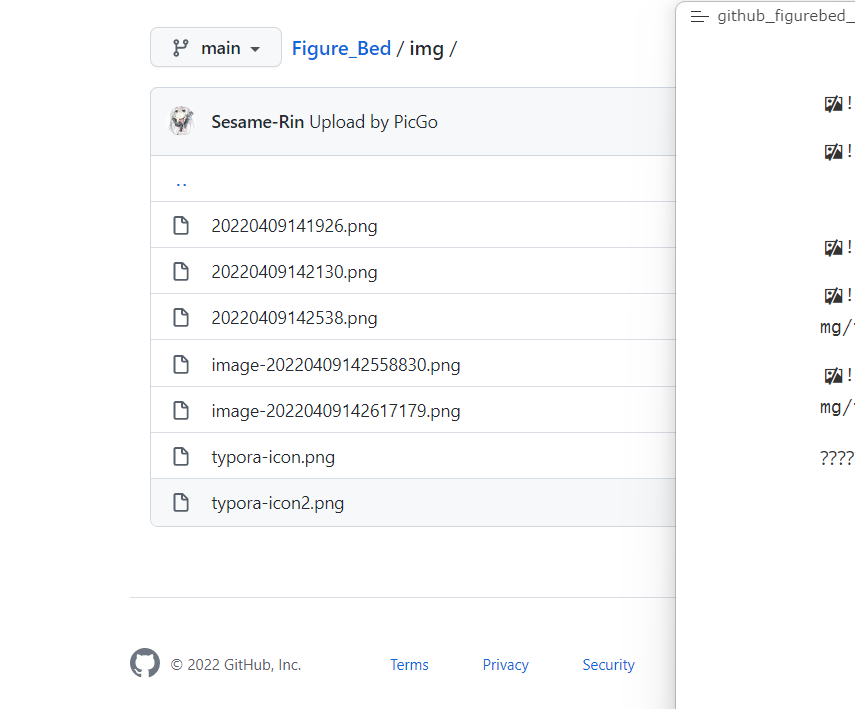 main
Figure_Bed / img /
Sesame-Rin Upload by PicGo
..
20220409141926.png
20220409142130.png
20220409142538.png
image-20220409142558830.png
image-20220409142617179.png
typora-icon.png
typora-icon2.png
© 2022 GitHub, Inc.
Terms
Privacy
Security
github_figurebed_
!
!
!
!
mg/
!
mg/
????